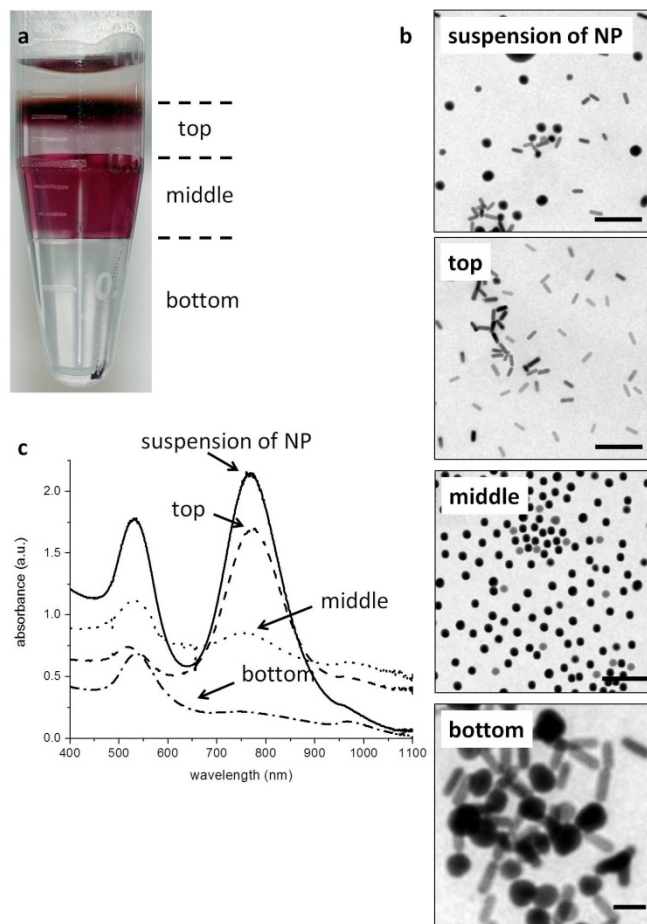 a
top
middle
bottom
b
suspension of NP
top
middle
bottom
c
suspension of NP
top
middle
bottom
absorbance (a.u.)
2.0
1.5
1.0
0.5
0.0
400 500 600 700 800 900 1000 1100
wavelength (nm)